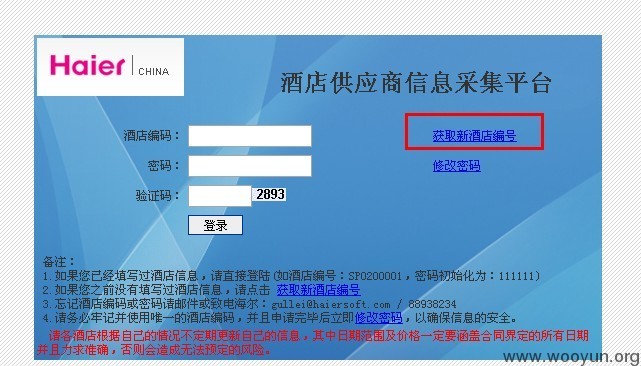 Haier CHINA
酒店供应商信息采集平台
酒店编码： 获取新酒店编号
密码： 修改密码
验证码： 2893
登录
备注：
1.如果您已经填写过酒店信息，请直接登陆(如酒店编号：SP0200001，密码初始化为：111111)
2.如果您之前没有填写过酒店信息，请点击 获取新酒店编号
3.忘记酒店编码或密码请邮件或致电海尔：gullei@haiersoft.com / 88938234
4.请务必牢记并使用唯一的酒店编码，并且申请完毕后立即修改密码，以确保信息的安全。
请各酒店根据自己的情况不定期更新自己的信息，其中日期范围及价格一定要涵盖合同界定的所有日期
并且力求准确，否则会造成无法预定的风险。
www.wooyun.org